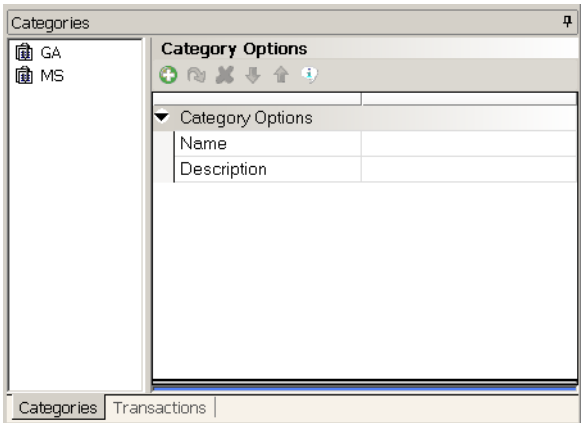 Categories
GA
MS
Category Options
Category Options
Name
Description
Categories
Transactions